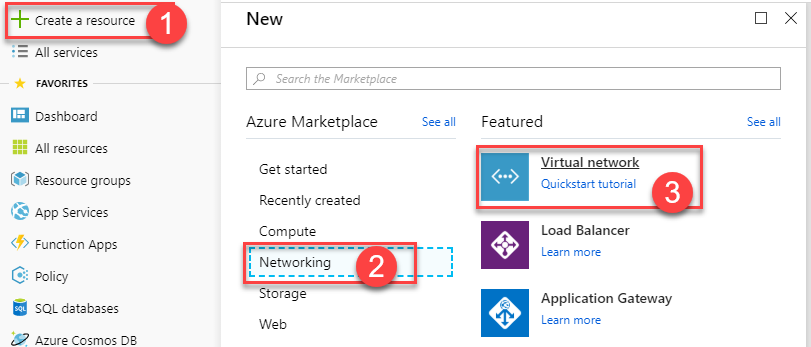 Create a resource
1
All services
FAVORITES
Dashboard
All resources
Resource groups
App Services
Function Apps
Policy
SQL
SQL databases
Azure Cosmos DB
New
Search the Marketplace
Azure Marketplace
See all
Get started
Recently created
Compute
Networking
2
Storage
Web
Featured
See all
Virtual network
Quickstart tutorial
3
Load Balancer
Learn more
Application Gateway
Learn more